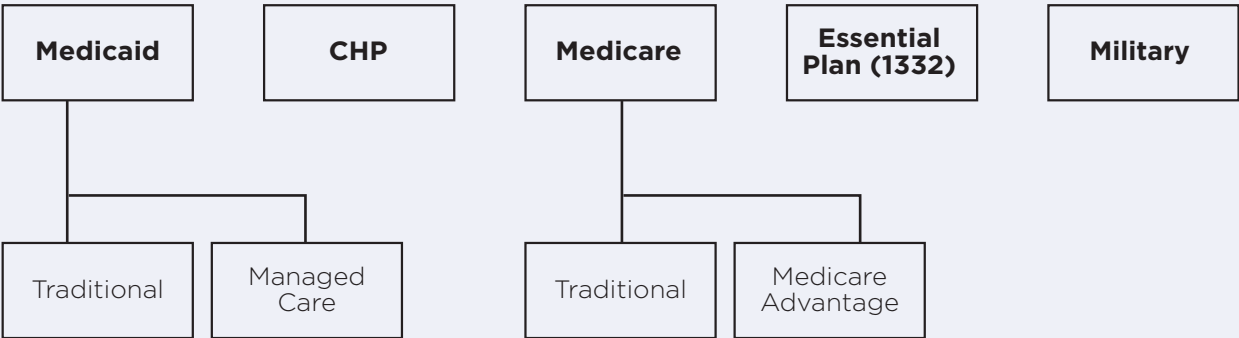 Medicaid
CHP
Medicare
Essential
Plan (1332)
Military
Traditional
Managed
Care
Traditional
Medicare
Advantage